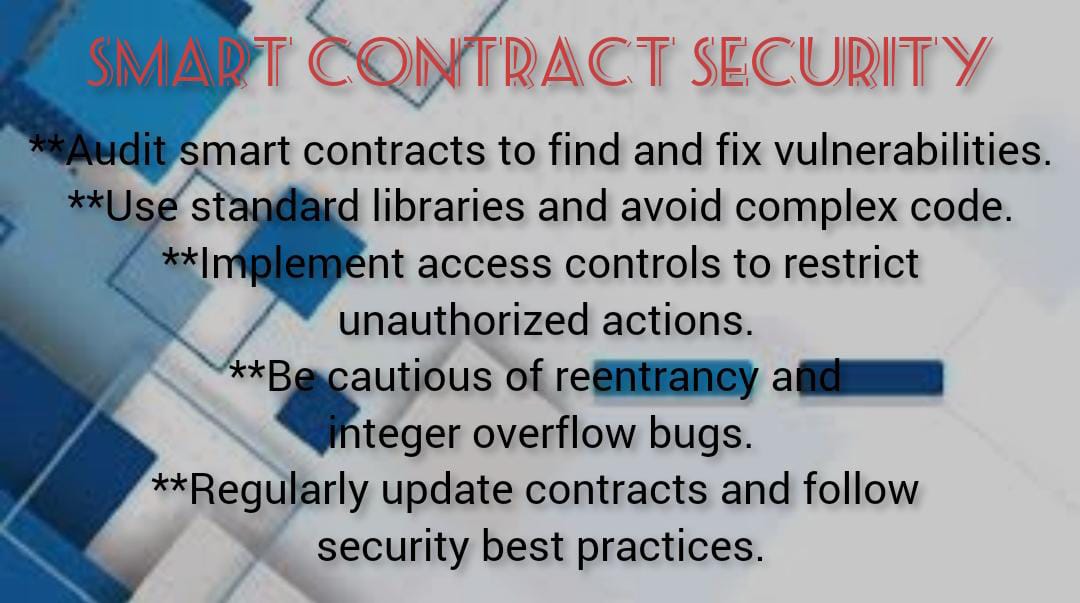 SMART CONTRACT SECURITY
**Audit smart contracts to find and fix vulnerabilities.
**Use standard libraries and avoid complex code.
**Implement access controls to restrict
unauthorized actions.
**Be cautious of reentrancy and
integer overflow bugs.
**Regularly update contracts and follow
security best practices.